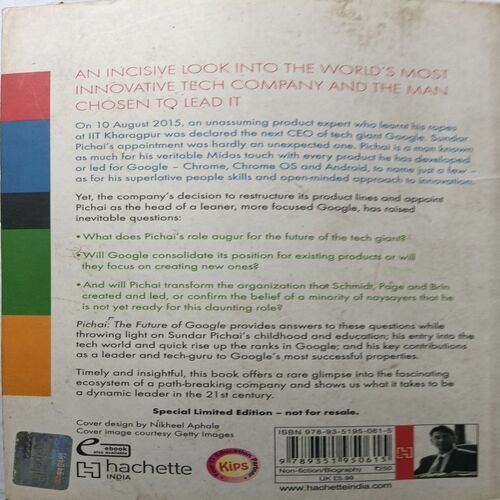 AN INCISIVE LOOK INTO THE WORLD'S MOST
INNOVATIVE TECH COMPANY AND THE MAN
CHOSEN TO LEAD IT
On 10 August 2015, an unassuming product expert who learnt his ropes
at IIT Kharagpur was declared the next CEO of tech giant Google. Sundar
Pichai's appointment was hardly an unexpected one. Pichai is a man known
as much for his veritable Midas touch with every product he has developed
or led for Google – Chrome, Chrome OS and Android, to name just a few –
as for his superlative people skills and open-minded approach to innovation.
Yet, the company's decision to restructure its product lines and appoint
Pichai as the head of a leaner, more focused Google, has raised
inevitable questions:
• What does Pichai's role augur for the future of the tech giant?
• Will Google consolidate its position for existing products or will
they focus on creating new ones?
• And will Pichai transform the organization that Schmidt, Page and Brin
created and led, or confirm the belief of a minority of naysayers that he
is not yet ready for this daunting role?
Pichai: The Future of Google provides answers to these questions while
throwing light on Sundar Pichai's childhood and education; his entry into the
tech world and quick rise up the ranks in Google; and his key contributions
as a leader and tech-guru to Google's most successful properties.
Timely and insightful, this book offers a rare glimpse into the fascinating
ecosystem of a path-breaking company and shows us what it takes to be
a dynamic leader in the 21st century.
Special Limited Edition – not for resale.
Cover design by Nikheel Aphale
Cover image courtesy Getty Images
ISBN 978-93-5195-061-5
e-book
also available
hachette
INDIA
Kips
9 789351 950615
Non-fiction/Biography ₹250
UK £5.99
www.hachetteindia.com